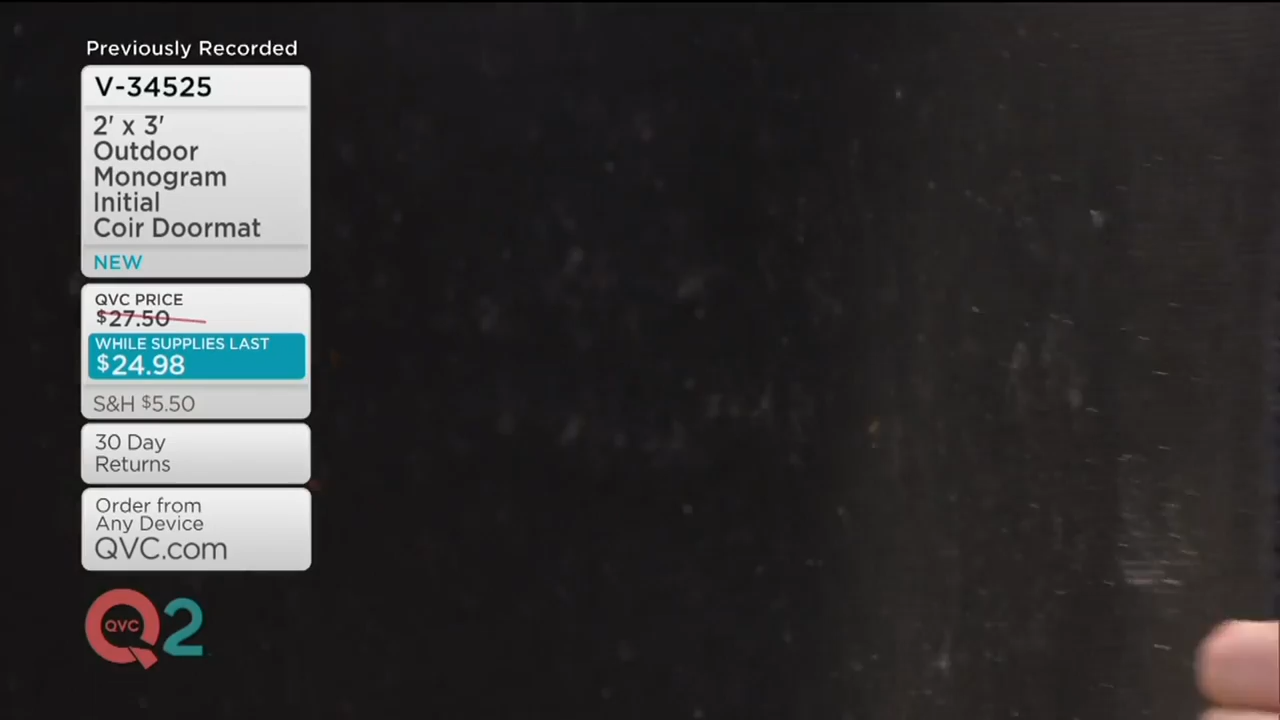 Previously Recorded
V-34525
2' x 3'
Outdoor
Monogram
Initial
Coir Doormat
NEW
QVC PRICE
$27.50
WHILE SUPPLIES LAST
$24.98
S&H $5.50
30 Day
Returns
Order from
Any Device
QVC.com
QVC 2